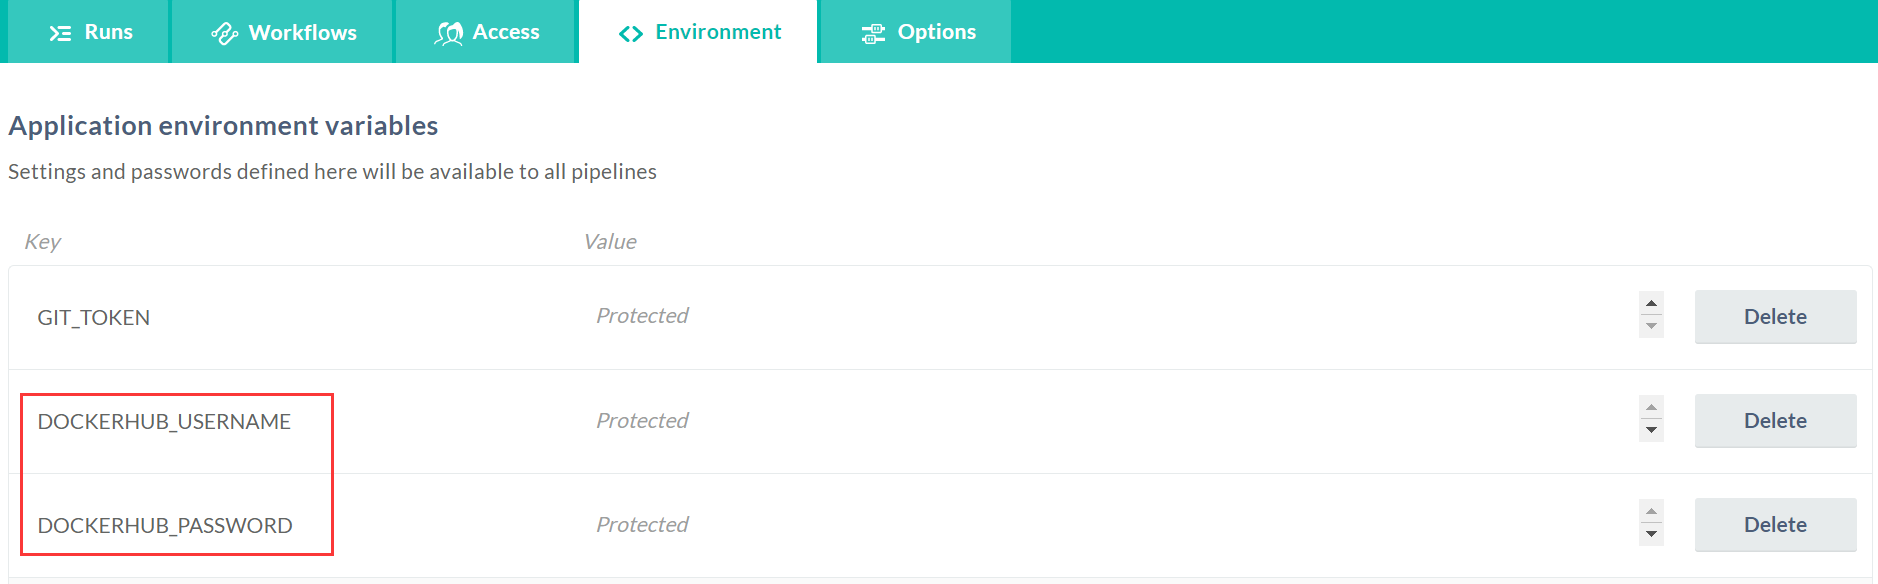 Runs Workflows Access Environment Options
Application environment variables
Settings and passwords defined here will be available to all pipelines
Key Value
GIT_TOKEN Protected Delete
DOCKERHUB_USERNAME Protected Delete
DOCKERHUB_PASSWORD Protected Delete